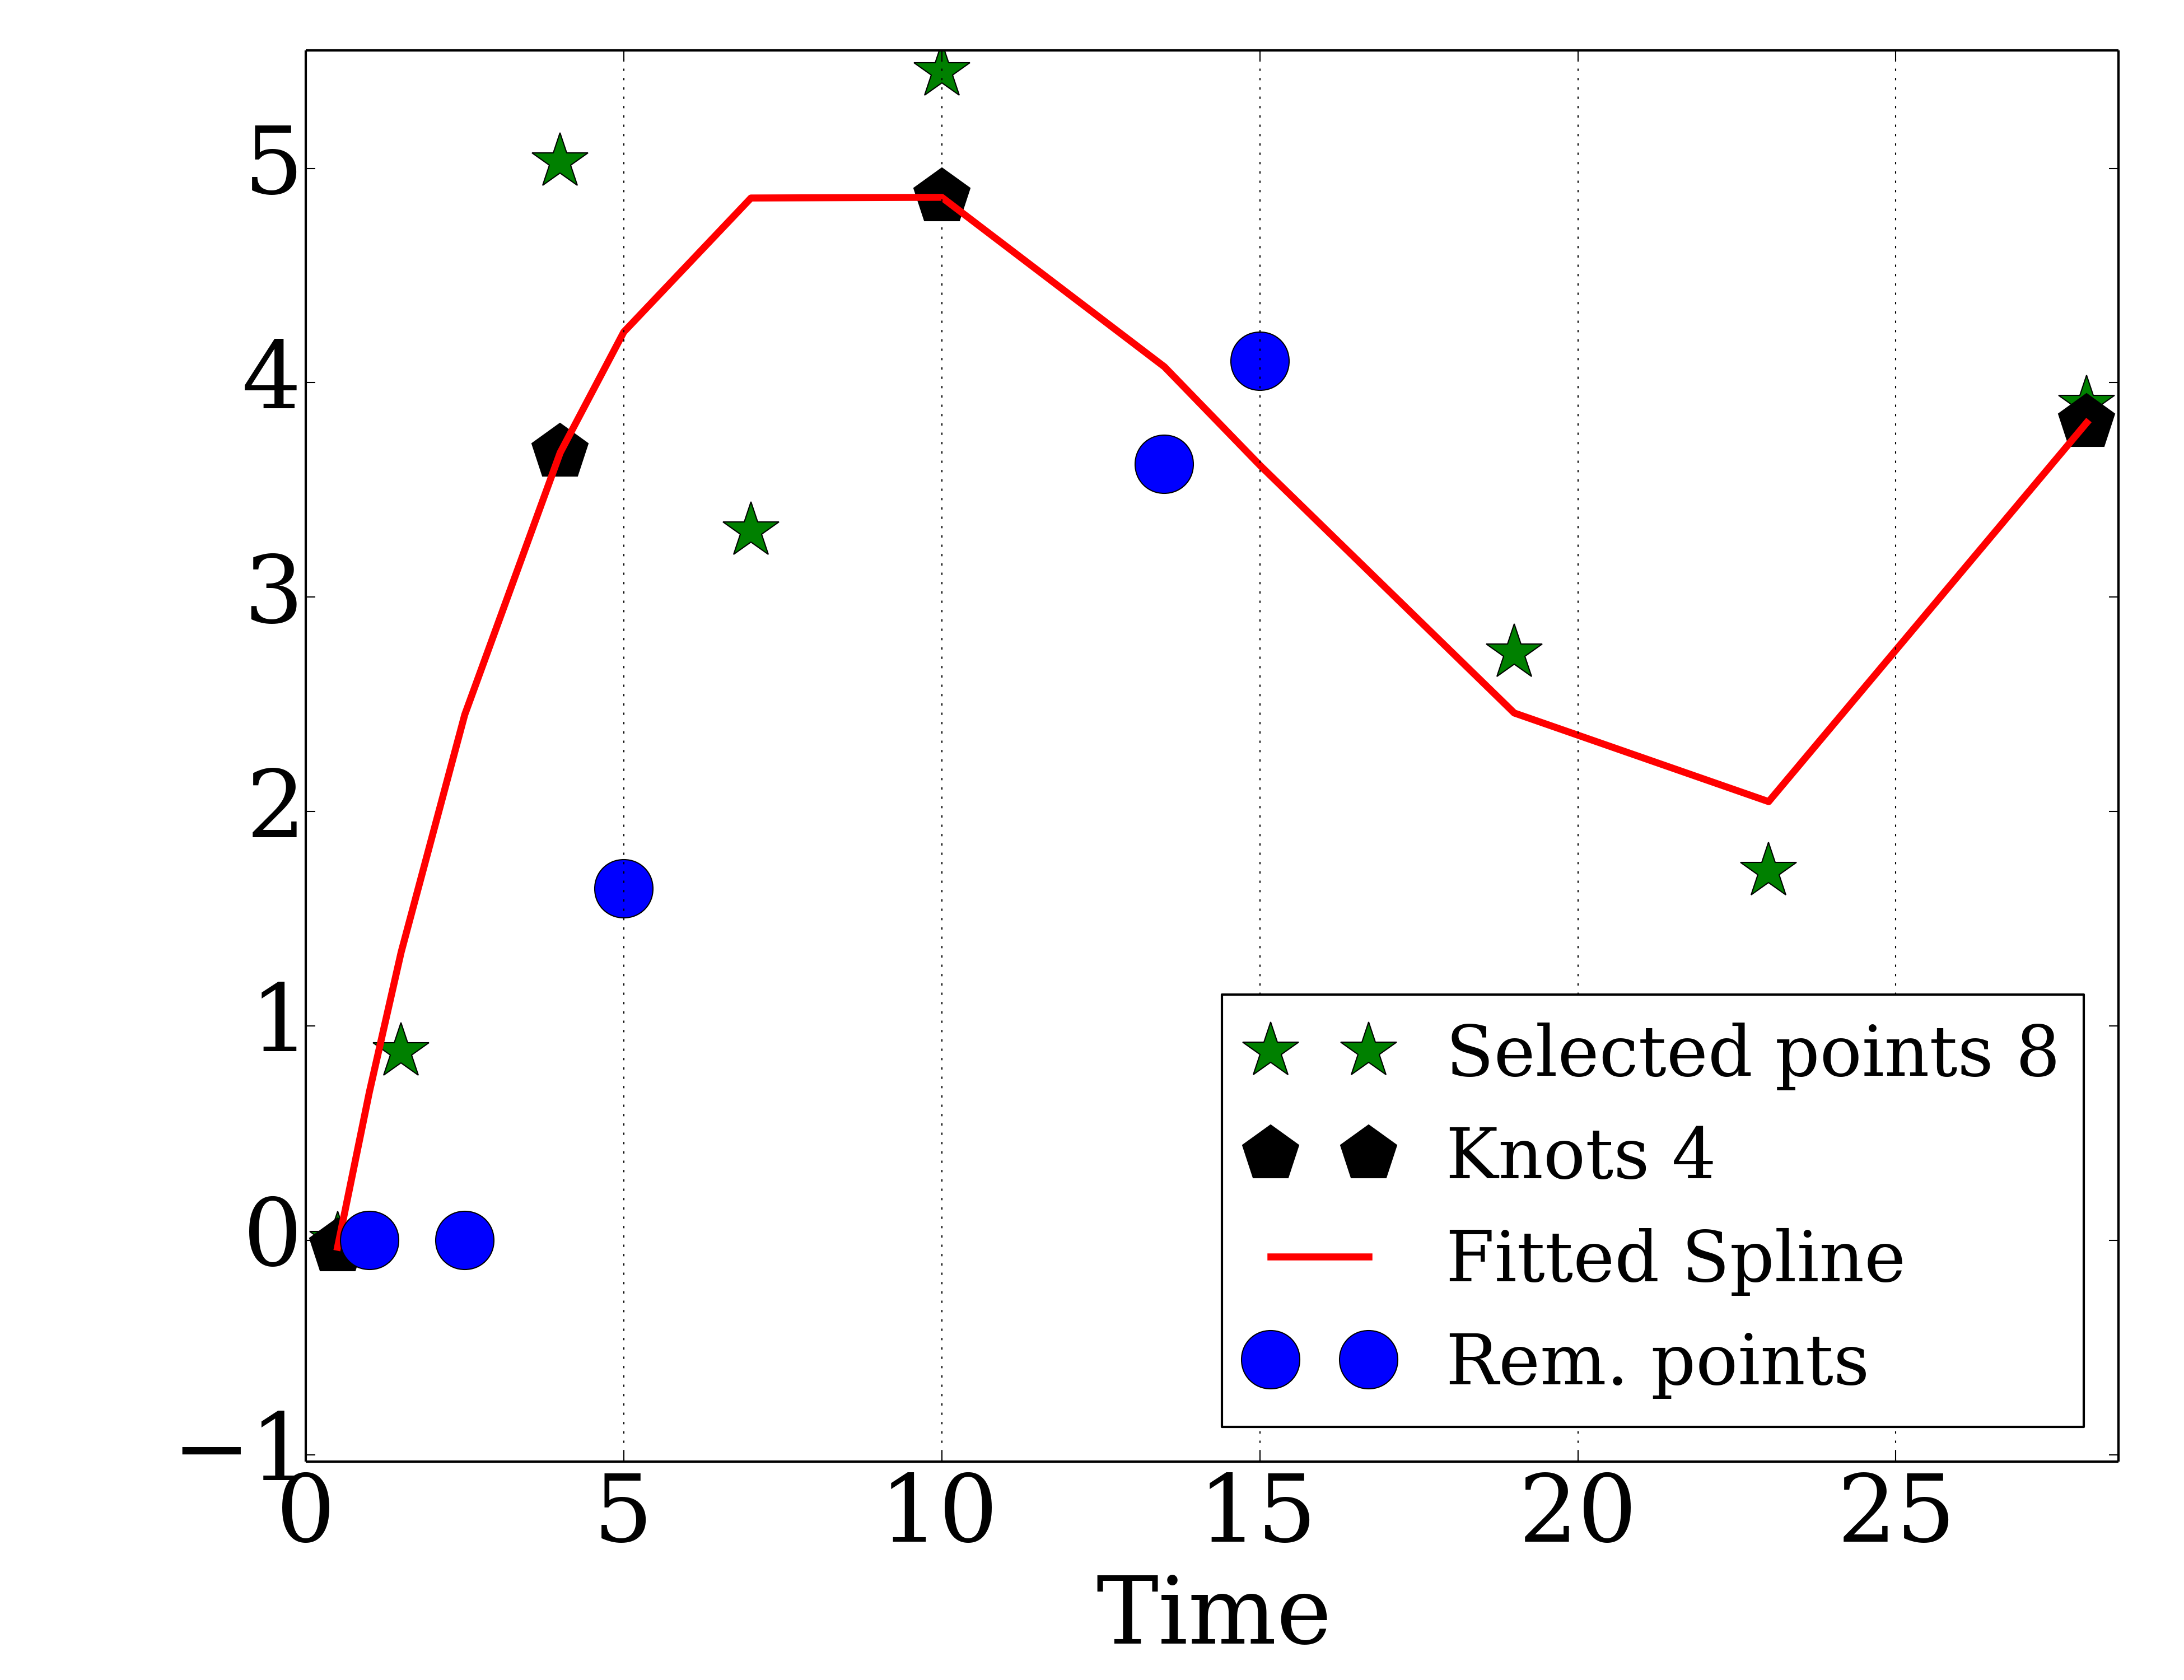 5
4
3
2
1
0
−1
0 5 10 15 20 25
Time
Selected points 8
Knots 4
Fitted Spline
Rem. points